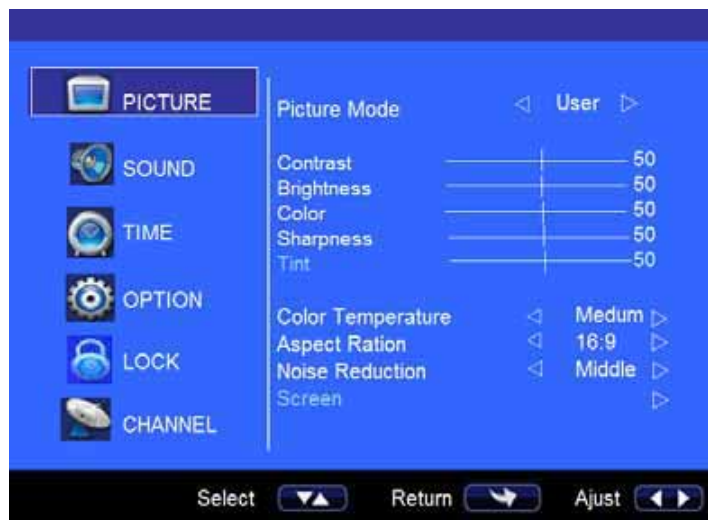 PICTURE
SOUND
TIME
OPTION
LOCK
CHANNEL
Picture Mode User
Contrast 50
Brightness 50
Color 50
Sharpness 50
Tint 50
Color Temperature Medum
Aspect Ration 16:9
Noise Reduction Middle
Screen
Select Return Ajust